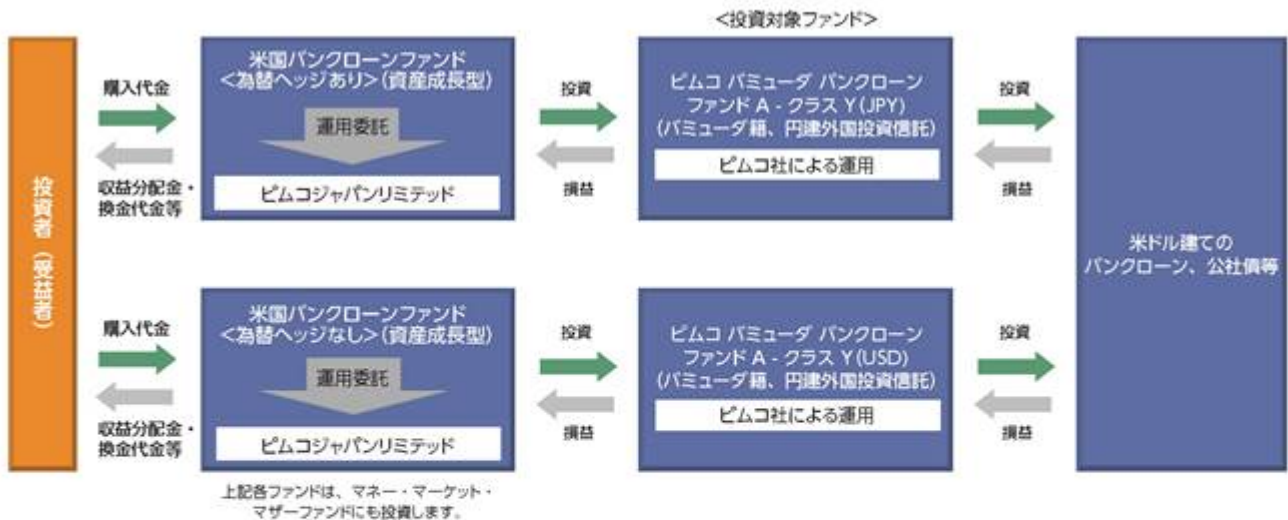 <投資対象ファンド>
投資者（受益者）
購入代金
収益分配金・
換金代金等
米国バンクローンファンド
<為替ヘッジあり>(資産成長型)
運用委託
ピムコジャパンリミテッド
投資
損益
ピムコ バミューダ バンクローン
ファンド A - クラス Y(JPY)
(バミューダ籍、円建外国投資信託)
ピムコ社による運用
投資
損益
米ドル建ての
バンクローン、公社債等
購入代金
収益分配金・
換金代金等
米国バンクローンファンド
<為替ヘッジなし>(資産成長型)
運用委託
ピムコジャパンリミテッド
投資
損益
ピムコ バミューダ バンクローン
ファンド A - クラス Y(USD)
(バミューダ籍、円建外国投資信託)
ピムコ社による運用
投資
損益
上記各ファンドは、マネー・マーケット・
マザーファンドにも投資します。